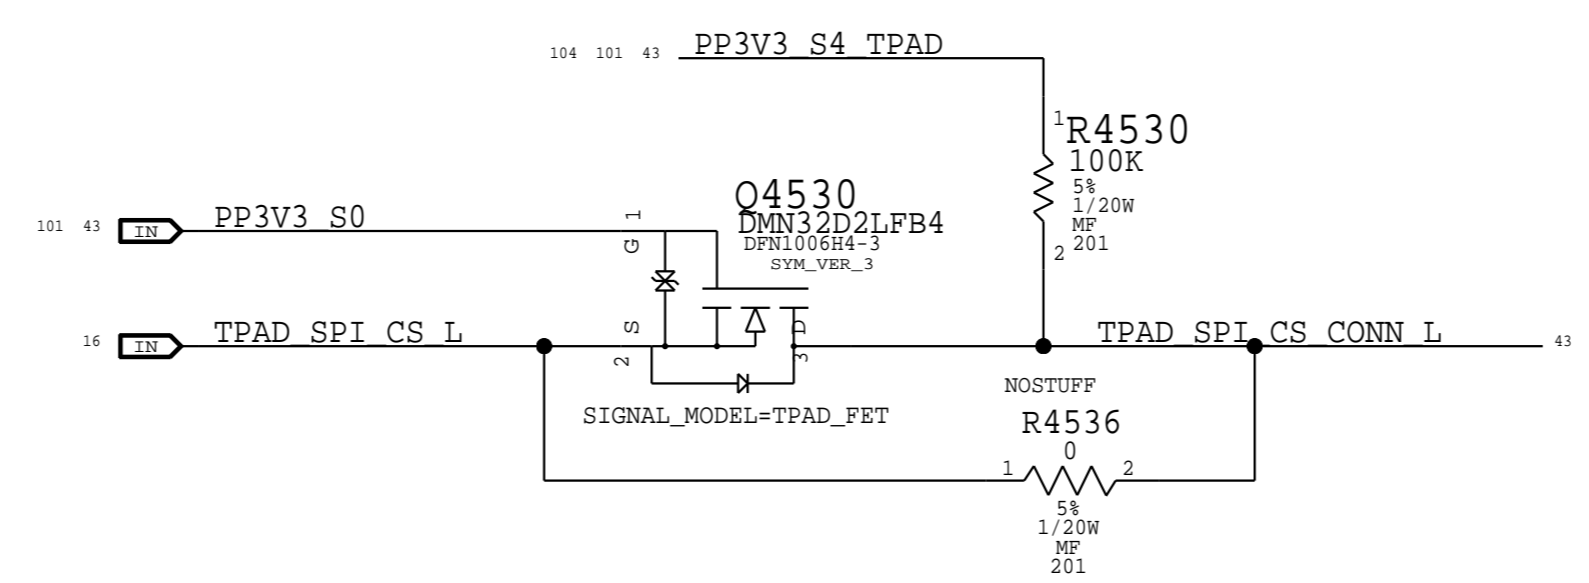 104 101 43 PP3V3_S4_TPAD
1
R4530
100K
5%
1/20W
MF
201
2
Q4530
DMN32D2LFB4
DFN1006H4-3
SYM_VER_3
101 43 IN PP3V3_S0
G 1
16 IN TPAD_SPI_CS_L
S
2
D
3
TPAD_SPI_CS_CONN_L 43
SIGNAL_MODEL=TPAD_FET
NOSTUFF
R4536
0
1 2
5%
1/20W
MF
201